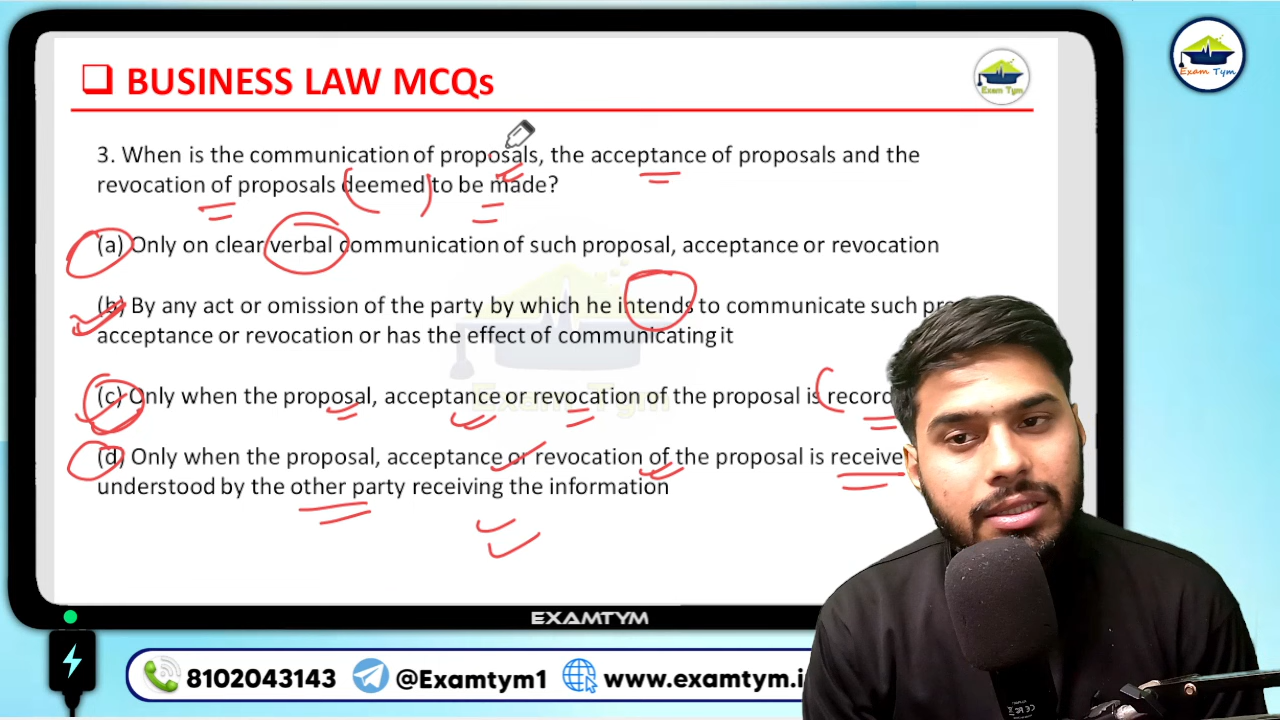 BUSINESS LAW MCQs
Exam Tym
Exam Tym
3. When is the communication of proposals, the acceptance of proposals and the
revocation of proposals deemed to be made?
(a) Only on clear verbal communication of such proposal, acceptance or revocation
(b) By any act or omission of the party by which he intends to communicate such
acceptance or revocation or has the effect of communicating it
(c) Only when the proposal, acceptance or revocation of the proposal is
(d) Only when the proposal, acceptance or revocation of the proposal is
understood by the other party receiving the information
Exam Tym
EXAMTYM
8102043143 @Examtym1 www.examtym.i